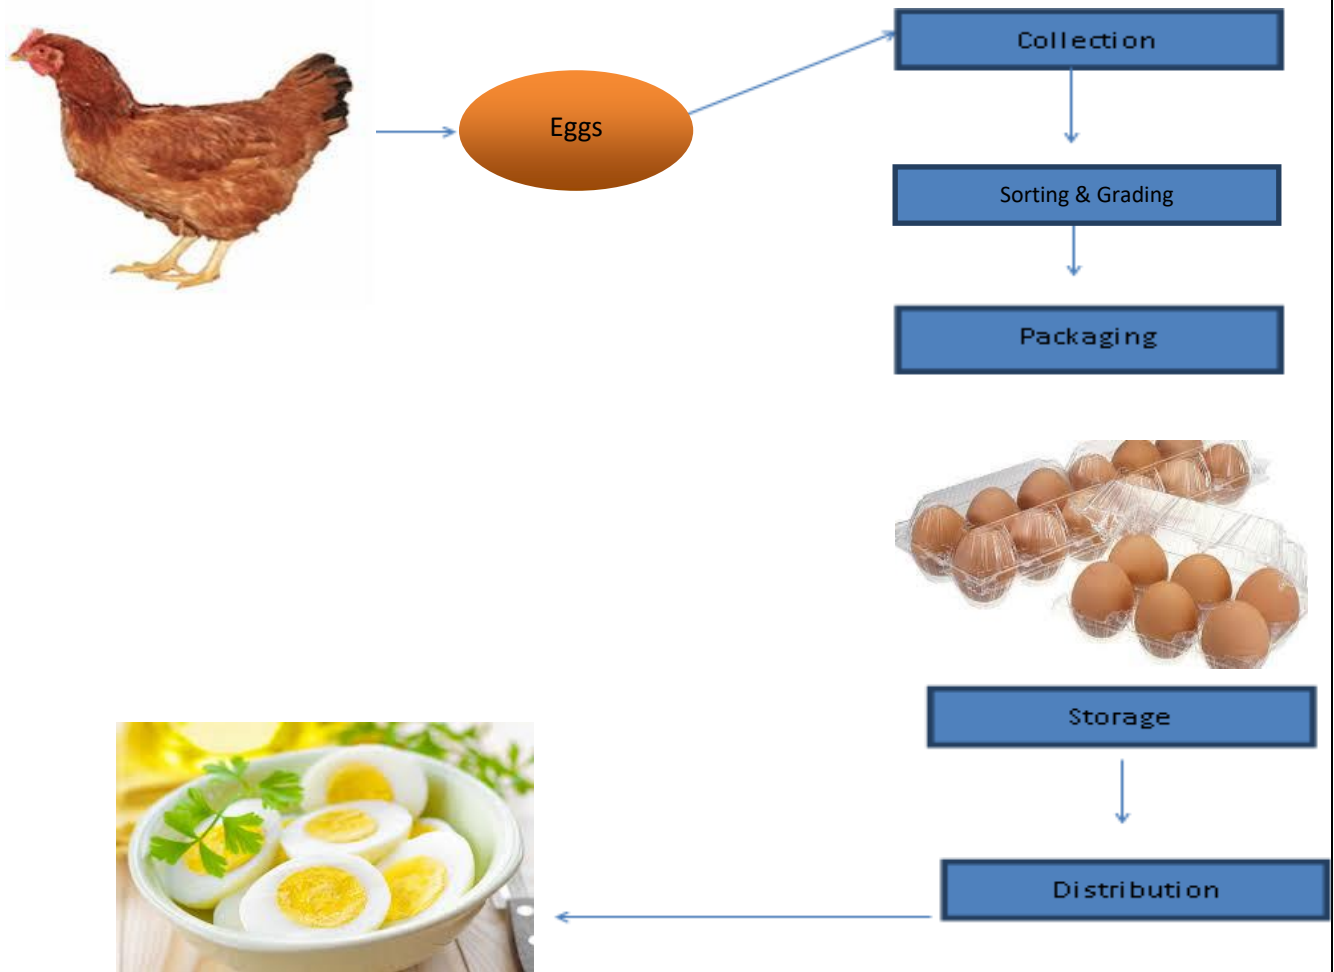 Eggs
Collection
Sorting & Grading
Packaging
Storage
Distribution